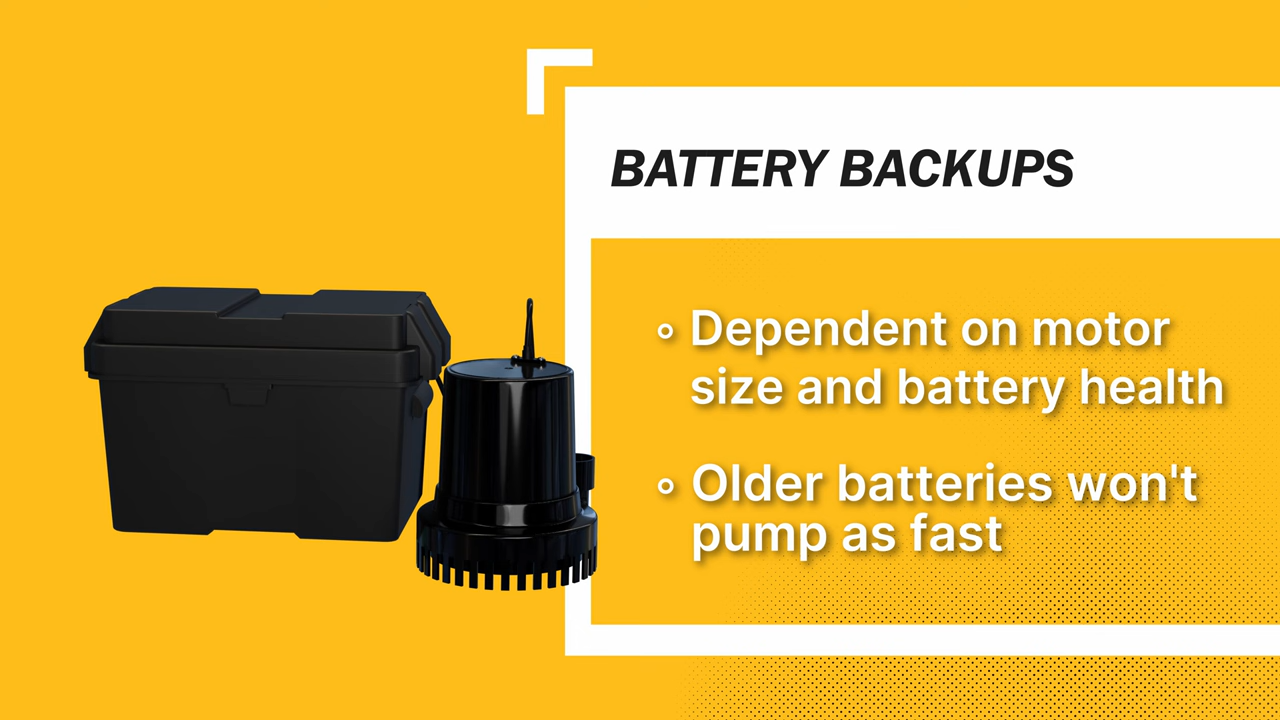 BATTERY BACKUPS
Dependent on motor
size and battery health
Older batteries won't
pump as fast